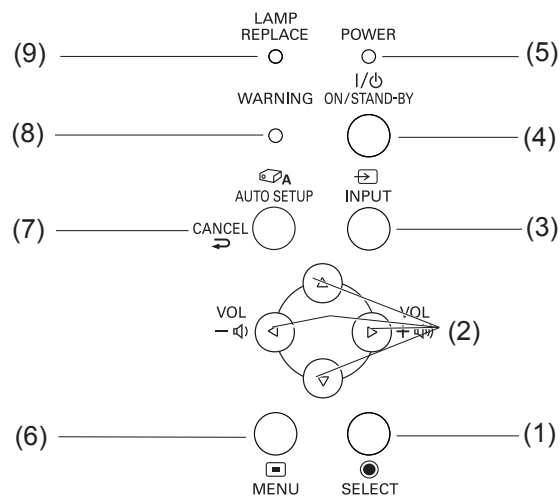 LAMP
REPLACE
POWER
(9)
(5)
I/⏻
WARNING
ON/STAND-BY
(8)
(4)
A
AUTO SETUP
INPUT
(7)
CANCEL
(3)
VOL
VOL
−
+
(2)
(6)
(1)
MENU
SELECT